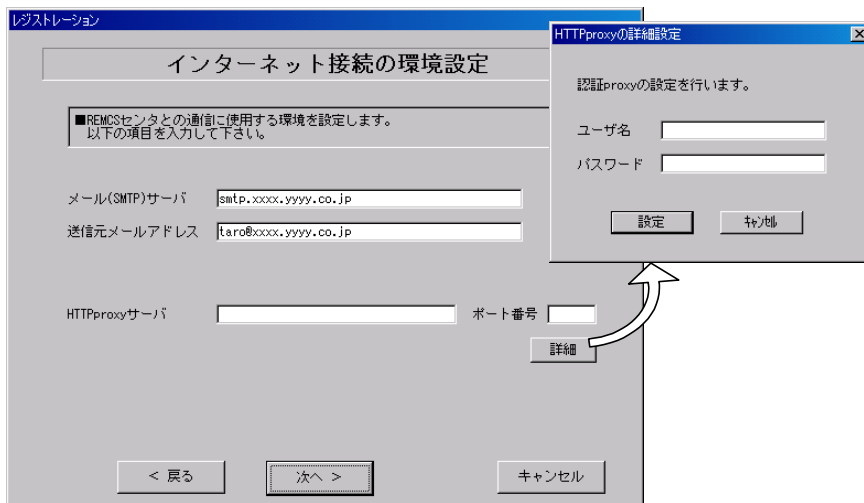 レジストレーション
インターネット接続の環境設定
■REMCSセンタとの通信に使用する環境を設定します。
以下の項目を入力して下さい。
メール(SMTP)サーバ smtp.xxxx.yyyy.co.jp
送信元メールアドレス taro@xxxx.yyyy.co.jp
HTTPproxyサーバ ポート番号
詳細
< 戻る 次へ > キャンセル
HTTPproxyの詳細設定
認証proxyの設定を行います。
ユーザ名
パスワード
設定 ｷｬﾝｾﾙ